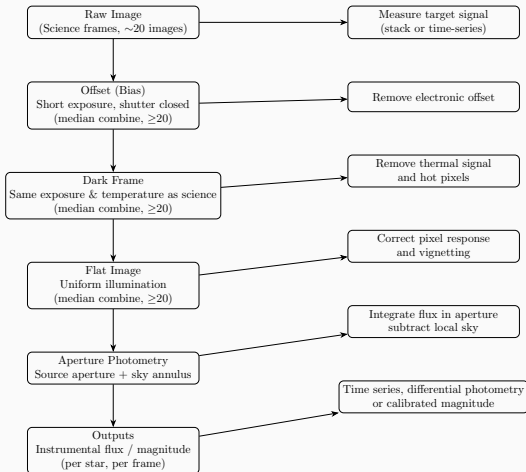 Raw Image
(Science frames, ~20 images)
Measure target signal
(stack or time-series)
Offset (Bias)
Short exposure, shutter closed
(median combine, ≥20)
Remove electronic offset
Dark Frame
Same exposure & temperature as science
(median combine, ≥20)
Remove thermal signal
and hot pixels
Flat Image
Uniform illumination
(median combine, ≥20)
Correct pixel response
and vignetting
Aperture Photometry
Source aperture + sky annulus
Integrate flux in aperture
subtract local sky
Outputs
Instrumental flux / magnitude
(per star, per frame)
Time series, differential photometry
or calibrated magnitude